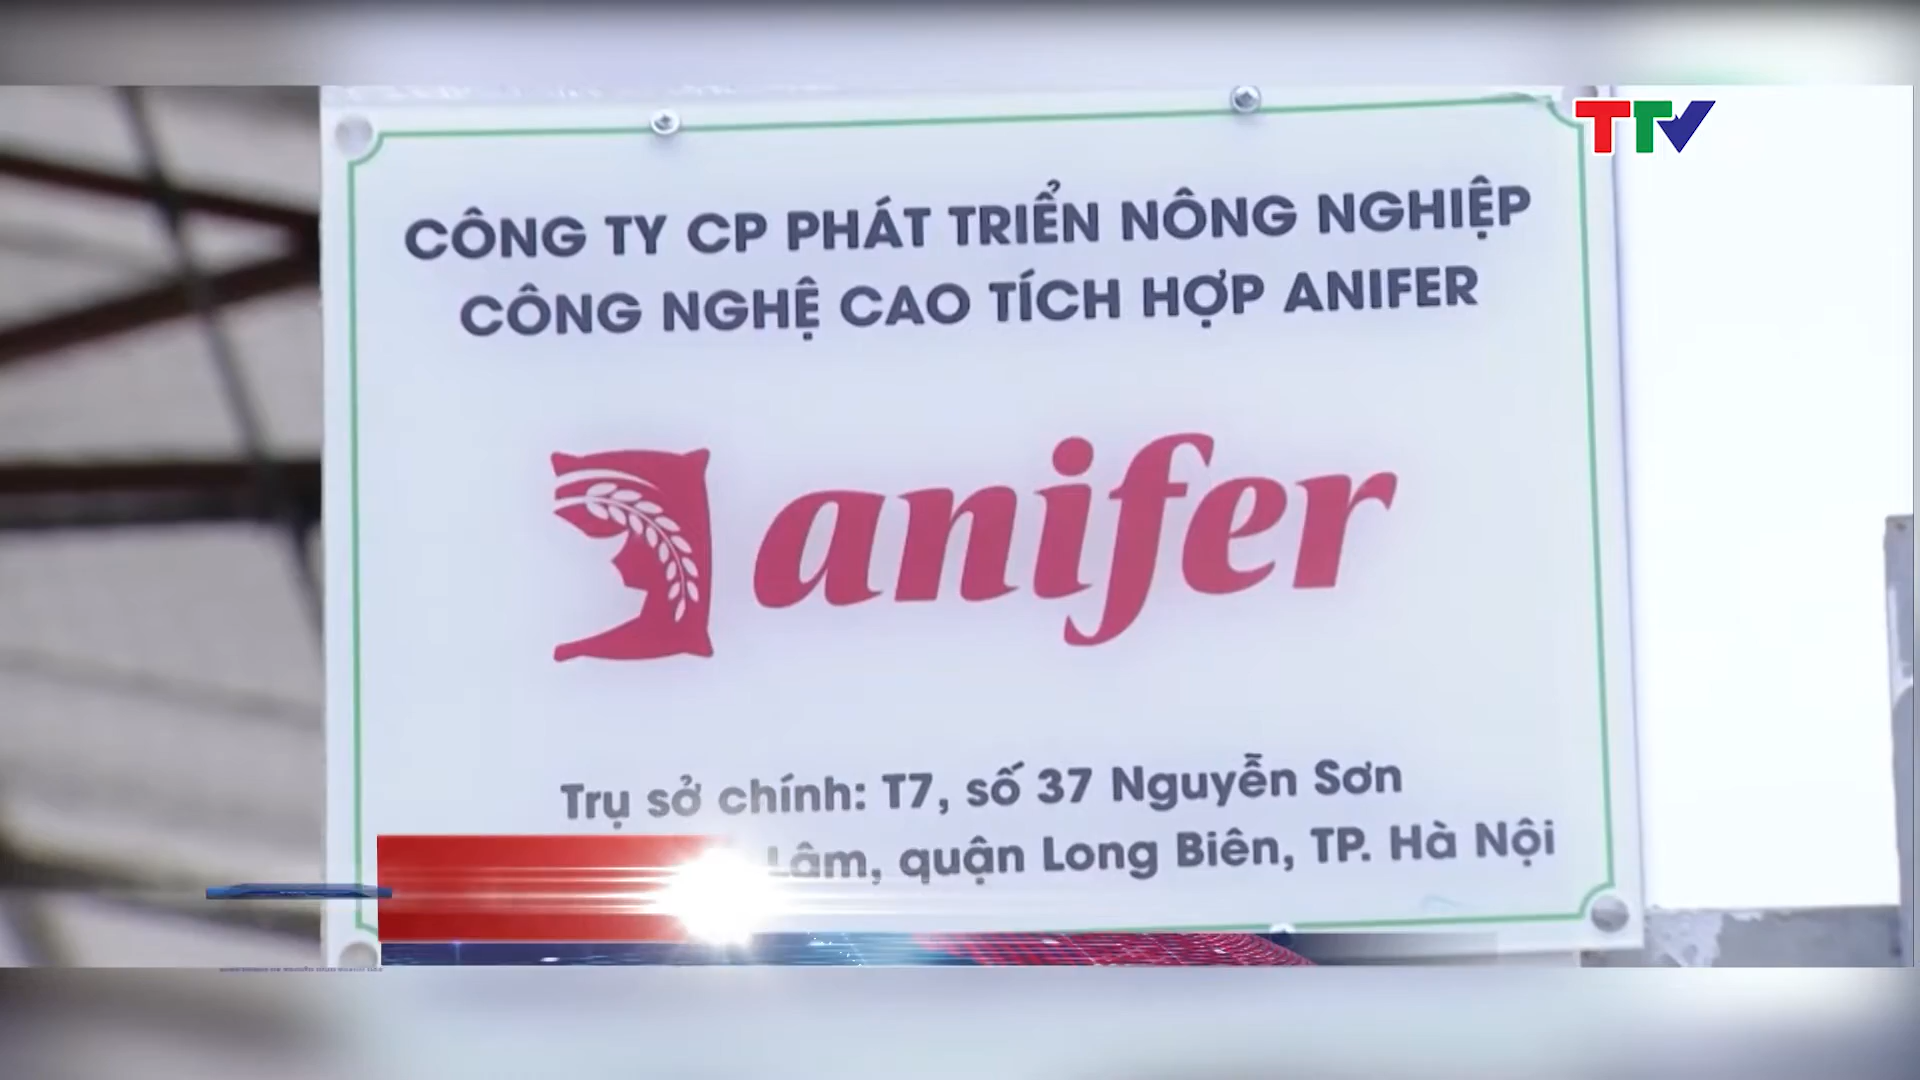 TTV
CÔNG TY CP PHÁT TRIỂN NÔNG NGHIỆP
CÔNG NGHỆ CAO TÍCH HỢP ANIFER
anifer
Trụ sở chính: T7, số 37 Nguyễn Sơn
Lâm, quận Long Biên, TP. Hà Nội